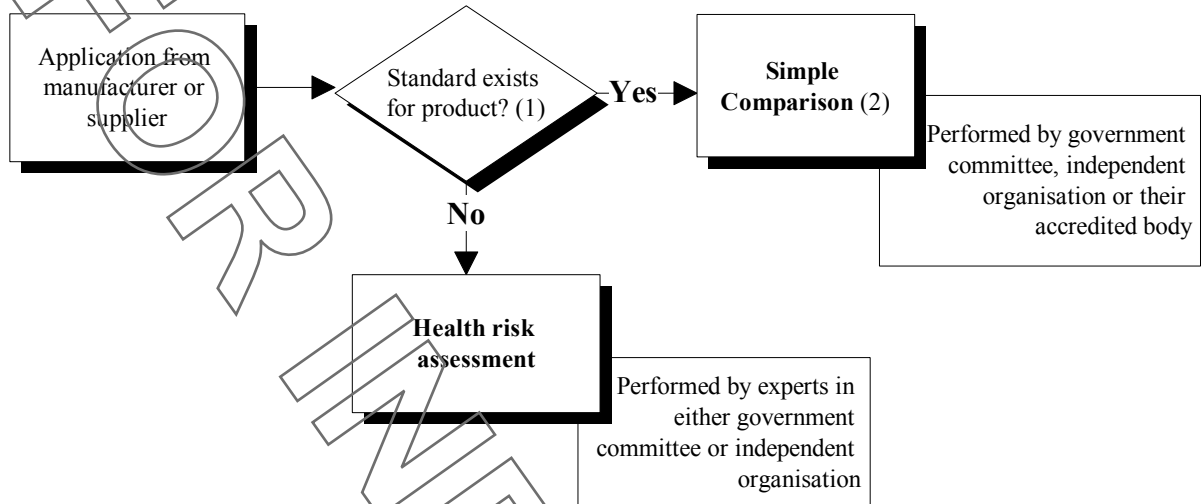 Application from
manufacturer or
supplier
Standard exists
for product? (1)
Yes
Simple
Comparison (2)
Performed by government
committee, independent
organisation or their
accredited body
No
Health risk
assessment
Performed by experts in
either government
committee or independent
organisation
OR